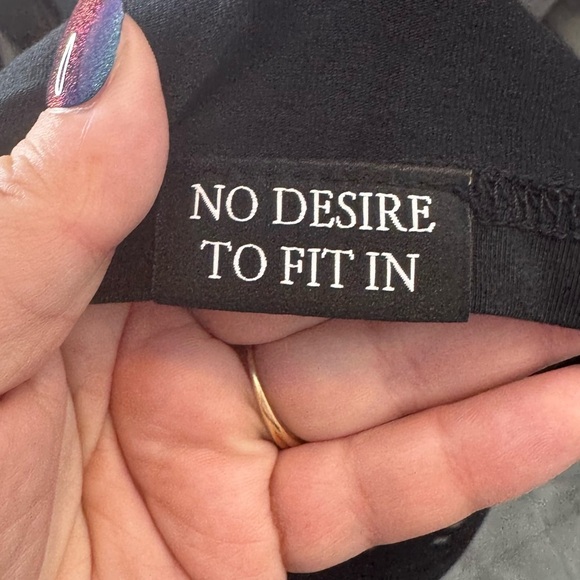 NO DESIRE
TO FIT IN